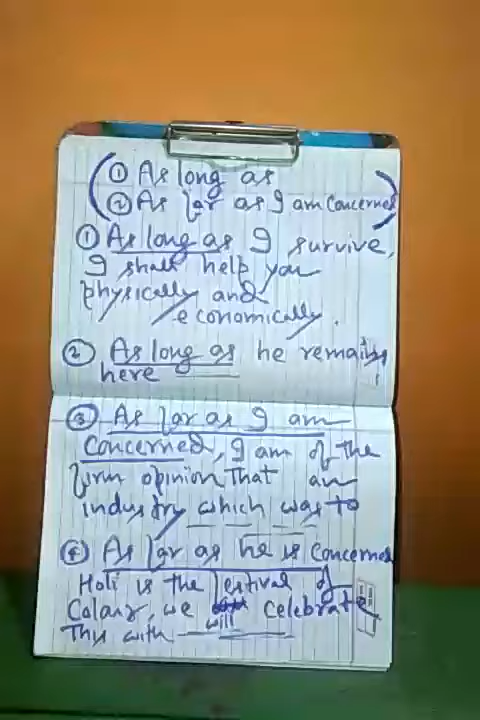 ① As long as
② As far as I am Concerned
① As long as I survive,
I shall help you
physically and
economically.
② As long as he remains
here
③ As far as I am
Concerned, I am of the
firm opinion that an
industry which was to
④ As far as he is Concerned
Holi is the festival of
Colour, we will celebrate
This with